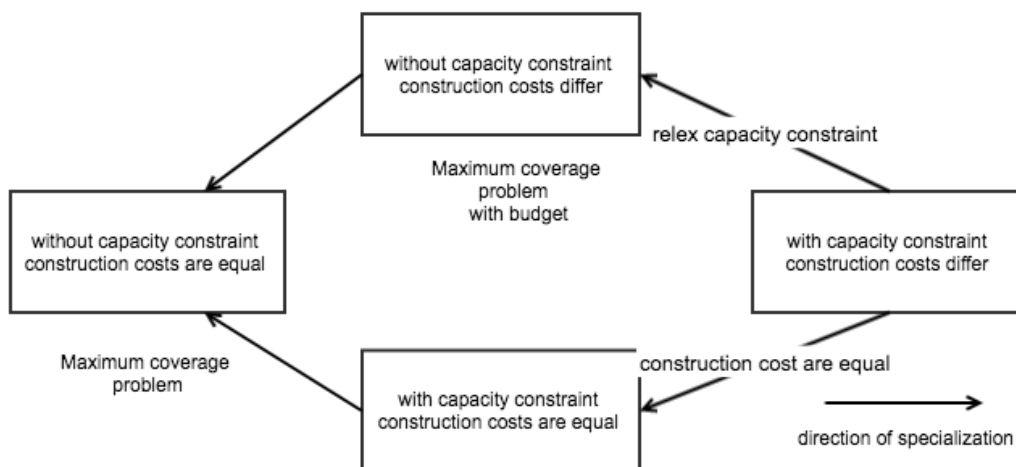 without capacity constraint
construction costs differ
relex capacity constraint
Maximum coverage
problem
with budget
without capacity constraint
construction costs are equal
with capacity constraint
construction costs differ
Maximum coverage
problem
construction cost are equal
with capacity constraint
construction costs are equal
direction of specialization